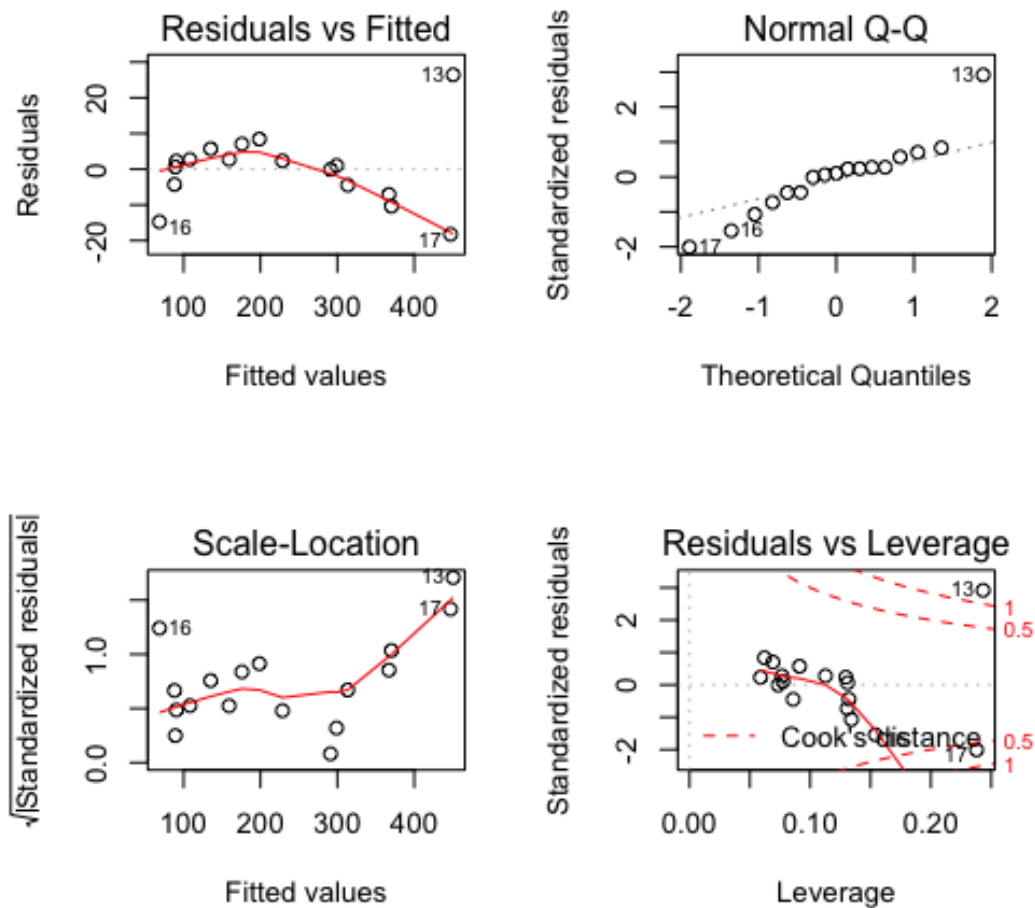 Residuals vs Fitted
Residuals
20
0
-20
13
16
17
100 200 300 400
Fitted values
Normal Q-Q
Standardized residuals
2
0
-2
13
16
17
-2 -1 0 1 2
Theoretical Quantiles
Scale-Location
√|Standardized residuals|
1.0
0.0
13
17
16
100 200 300 400
Fitted values
Residuals vs Leverage
Standardized residuals
2
0
-2
13
1
0.5
0.5
1
Cook's distance
17
0.00 0.10 0.20
Leverage